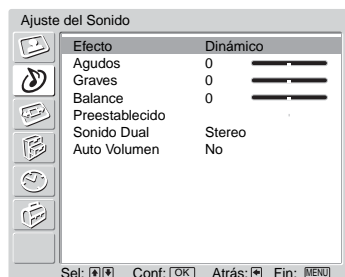 Ajuste del Sonido
Efecto Dinámico
Agudos 0
Graves 0
Balance 0
Preestablecido
Sonido Dual Stereo
Auto Volumen No
Sel: Conf: OK Atrás: Fin: MENU